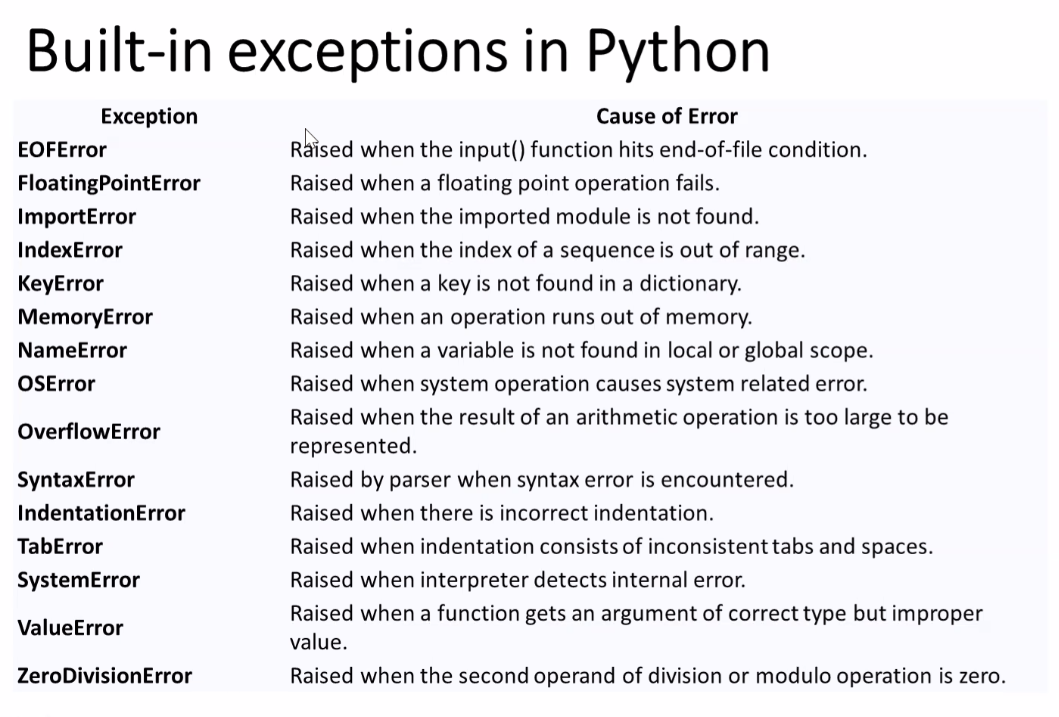 Built-in exceptions in Python
Exception Cause of Error
EOFError Raised when the input() function hits end-of-file condition.
FloatingPointError Raised when a floating point operation fails.
ImportError Raised when the imported module is not found.
IndexError Raised when the index of a sequence is out of range.
KeyError Raised when a key is not found in a dictionary.
MemoryError Raised when an operation runs out of memory.
NameError Raised when a variable is not found in local or global scope.
OSError Raised when system operation causes system related error.
OverflowError Raised when the result of an arithmetic operation is too large to be
represented.
SyntaxError Raised by parser when syntax error is encountered.
IndentationError Raised when there is incorrect indentation.
TabError Raised when indentation consists of inconsistent tabs and spaces.
SystemError Raised when interpreter detects internal error.
ValueError Raised when a function gets an argument of correct type but improper
value.
ZeroDivisionError Raised when the second operand of division or modulo operation is zero.